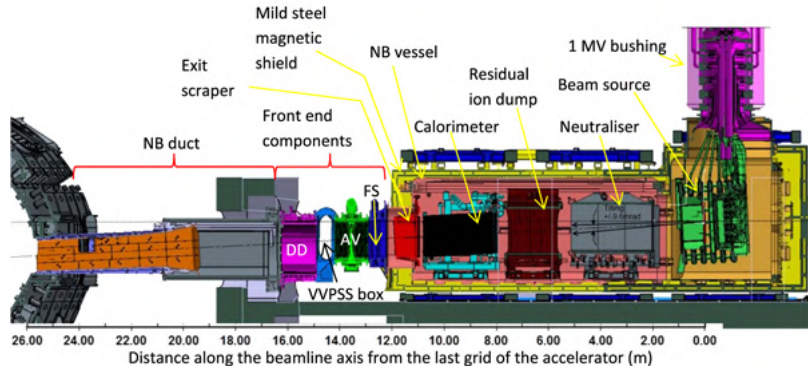 Mild steel
magnetic
shield
NB vessel
1 MV bushing
Exit
scraper
Residual
ion dump
Beam source
Front end
components
Calorimeter
Neutraliser
NB duct
FS
DD
AV
VVPSS box
26.00 24.00 22.00 20.00 18.00 16.00 14.00 12.00 10.00 8.00 6.00 4.00 2.00 0.00
Distance along the beamline axis from the last grid of the accelerator (m)